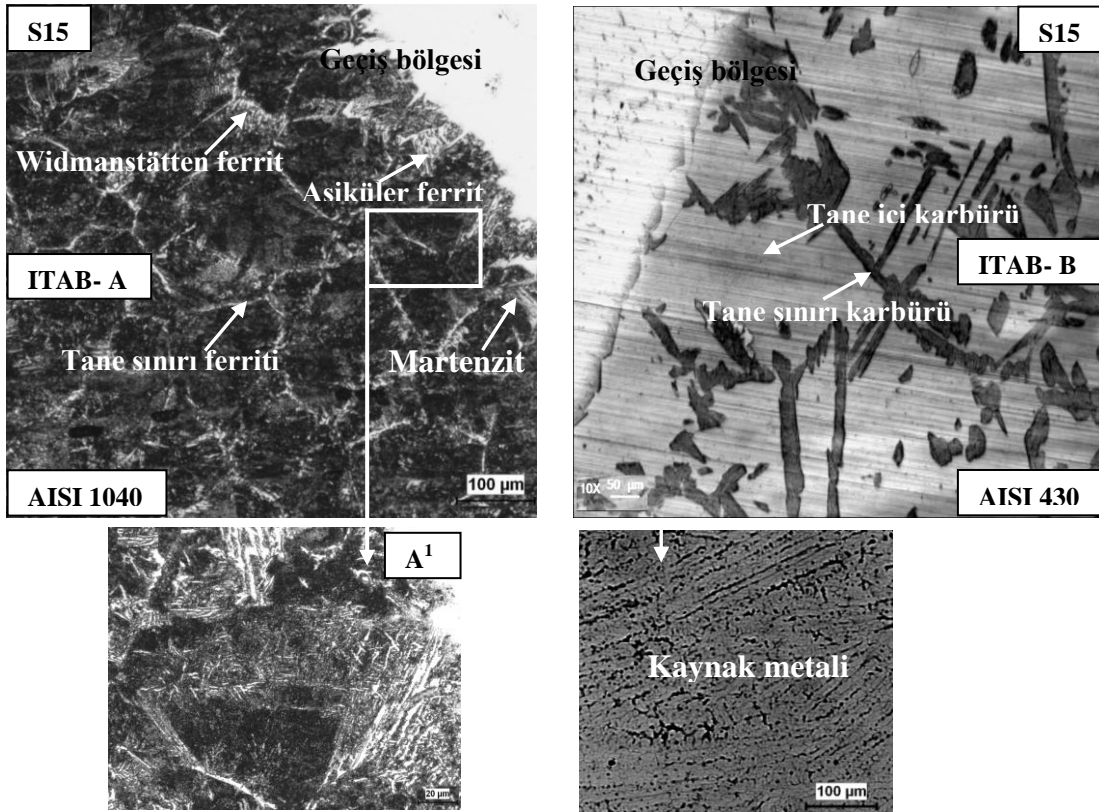 S15
Geçiş bölgesi
Widmanstätten ferrit
Asiküler ferrit
ITAB- A
Tane sınırı ferriti
Martenzit
AISI 1040
100 µm
S15
Geçiş bölgesi
Tane içi karbürü
ITAB- B
Tane sınırı karbürü
10X 50 µm
AISI 430
A¹
20 µm
Kaynak metali
100 µm